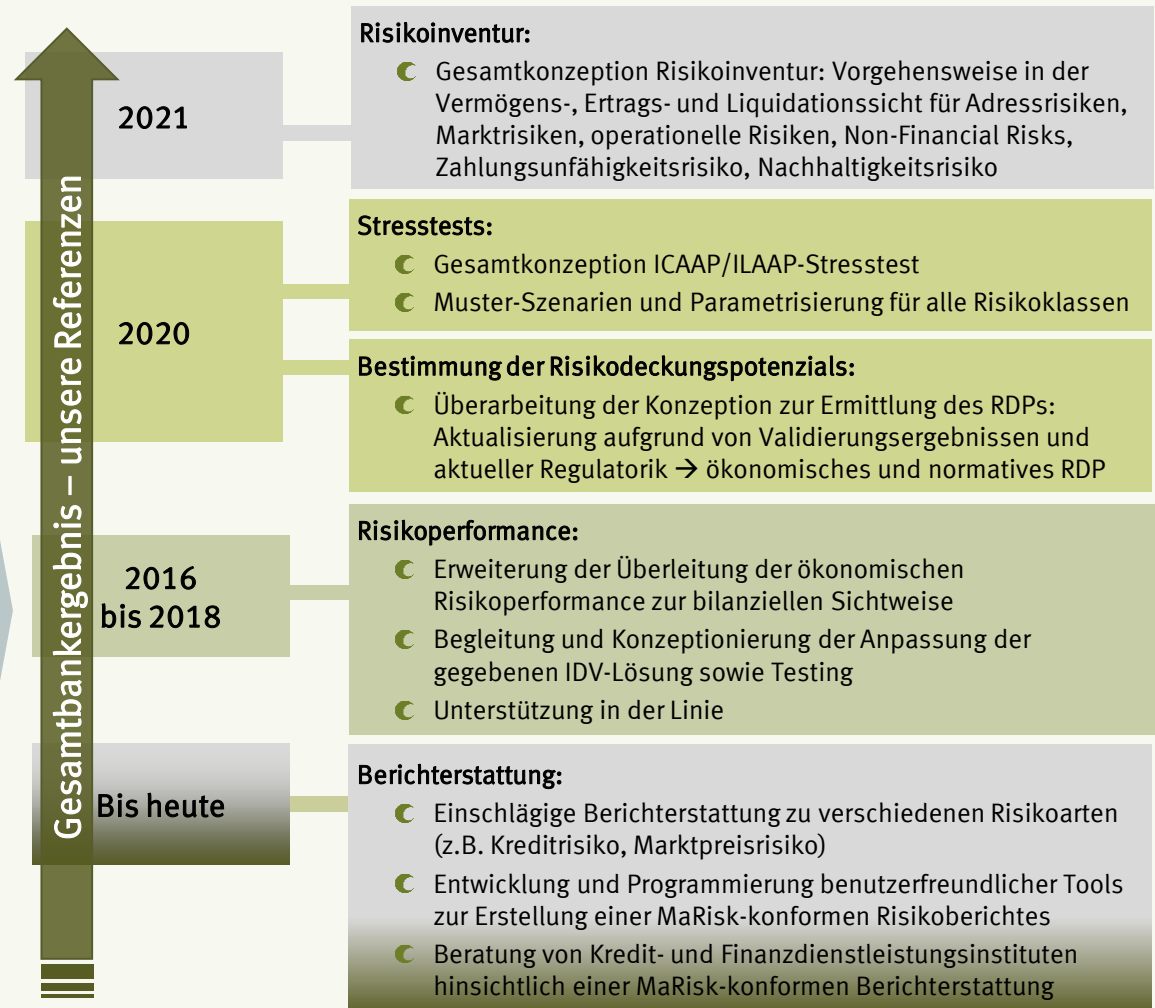 Gesamtbankergebnis – unsere Referenzen
2021
Risikoinventur:
Gesamtkonzeption Risikoinventur: Vorgehensweise in der
Vermögens-, Ertrags- und Liquidationssicht für Adressrisiken,
Marktrisiken, operationelle Risiken, Non-Financial Risks,
Zahlungsunfähigkeitsrisiko, Nachhaltigkeitsrisiko
2020
Stresstests:
Gesamtkonzeption ICAAP/ILAAP-Stresstest
Muster-Szenarien und Parametrisierung für alle Risikoklassen
Bestimmung der Risikodeckungspotenzials:
Überarbeitung der Konzeption zur Ermittlung des RDPs:
Aktualisierung aufgrund von Validierungsergebnissen und
aktueller Regulatorik → ökonomisches und normatives RDP
2016
bis 2018
Risikoperformance:
Erweiterung der Überleitung der ökonomischen
Risikoperformance zur bilanziellen Sichtweise
Begleitung und Konzeptionierung der Anpassung der
gegebenen IDV-Lösung sowie Testing
Unterstützung in der Linie
Bis heute
Berichterstattung:
Einschlägige Berichterstattung zu verschiedenen Risikoarten
(z.B. Kreditrisiko, Marktpreisrisiko)
Entwicklung und Programmierung benutzerfreundlicher Tools
zur Erstellung einer MaRisk-konformen Risikoberichtes
Beratung von Kredit- und Finanzdienstleistungsinstituten
hinsichtlich einer MaRisk-konformen Berichterstattung